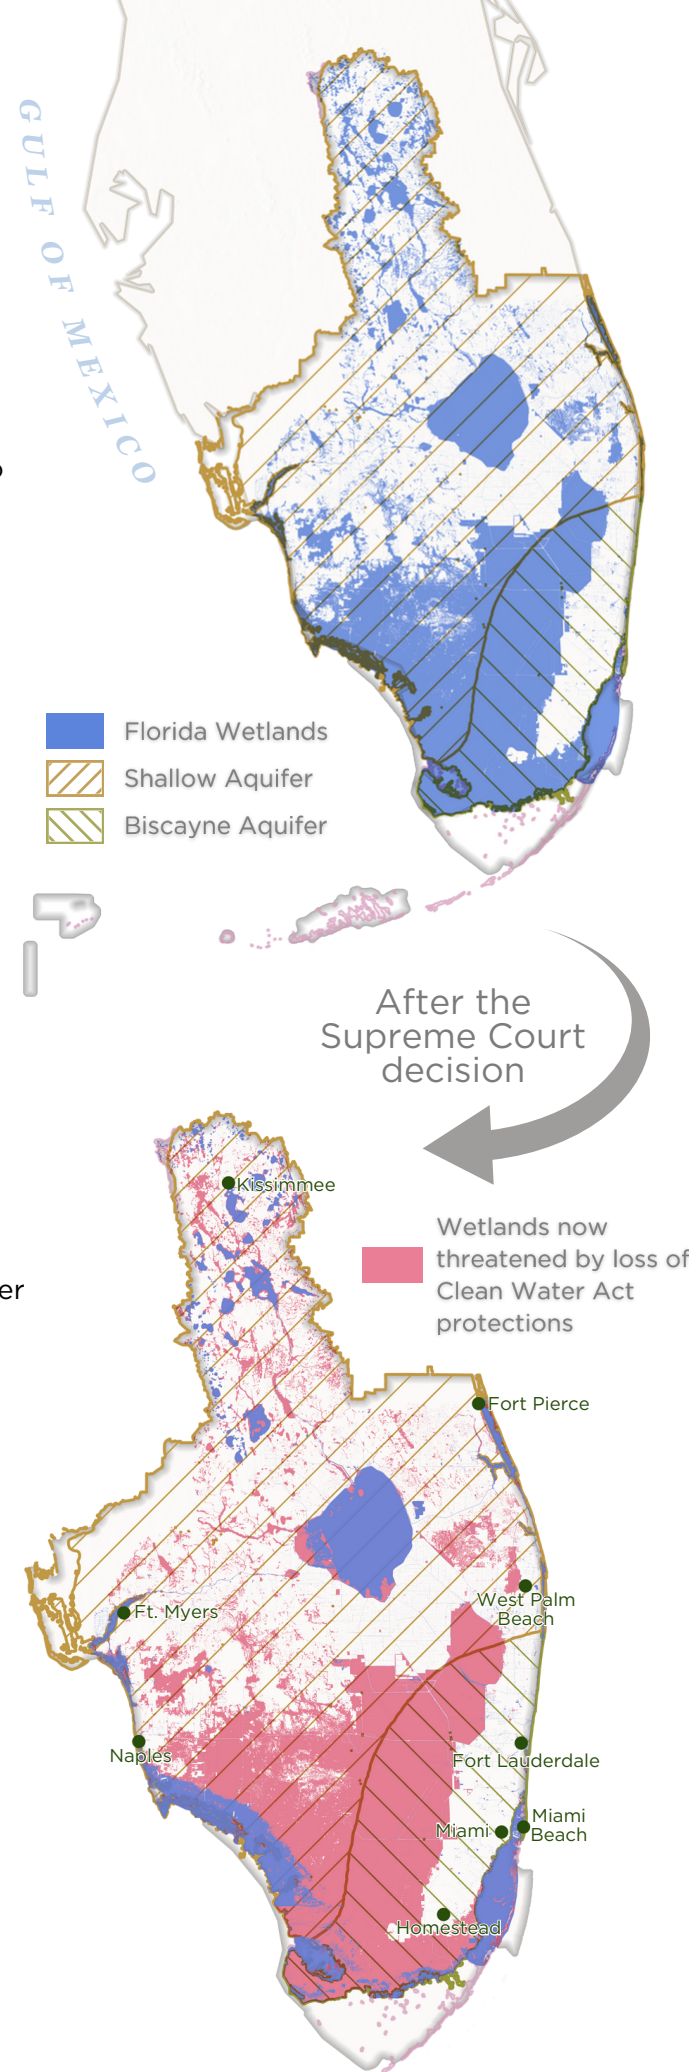 GULF OF MEXICO
Florida Wetlands
Shallow Aquifer
Biscayne Aquifer
After the
Supreme Court
decision
Kissimmee
Wetlands now
threatened by loss of
Clean Water Act
protections
er
Fort Pierce
West Palm
Beach
Ft. Myers
Naples
Fort Lauderdale
Miami
Beach
Miami
Homestead